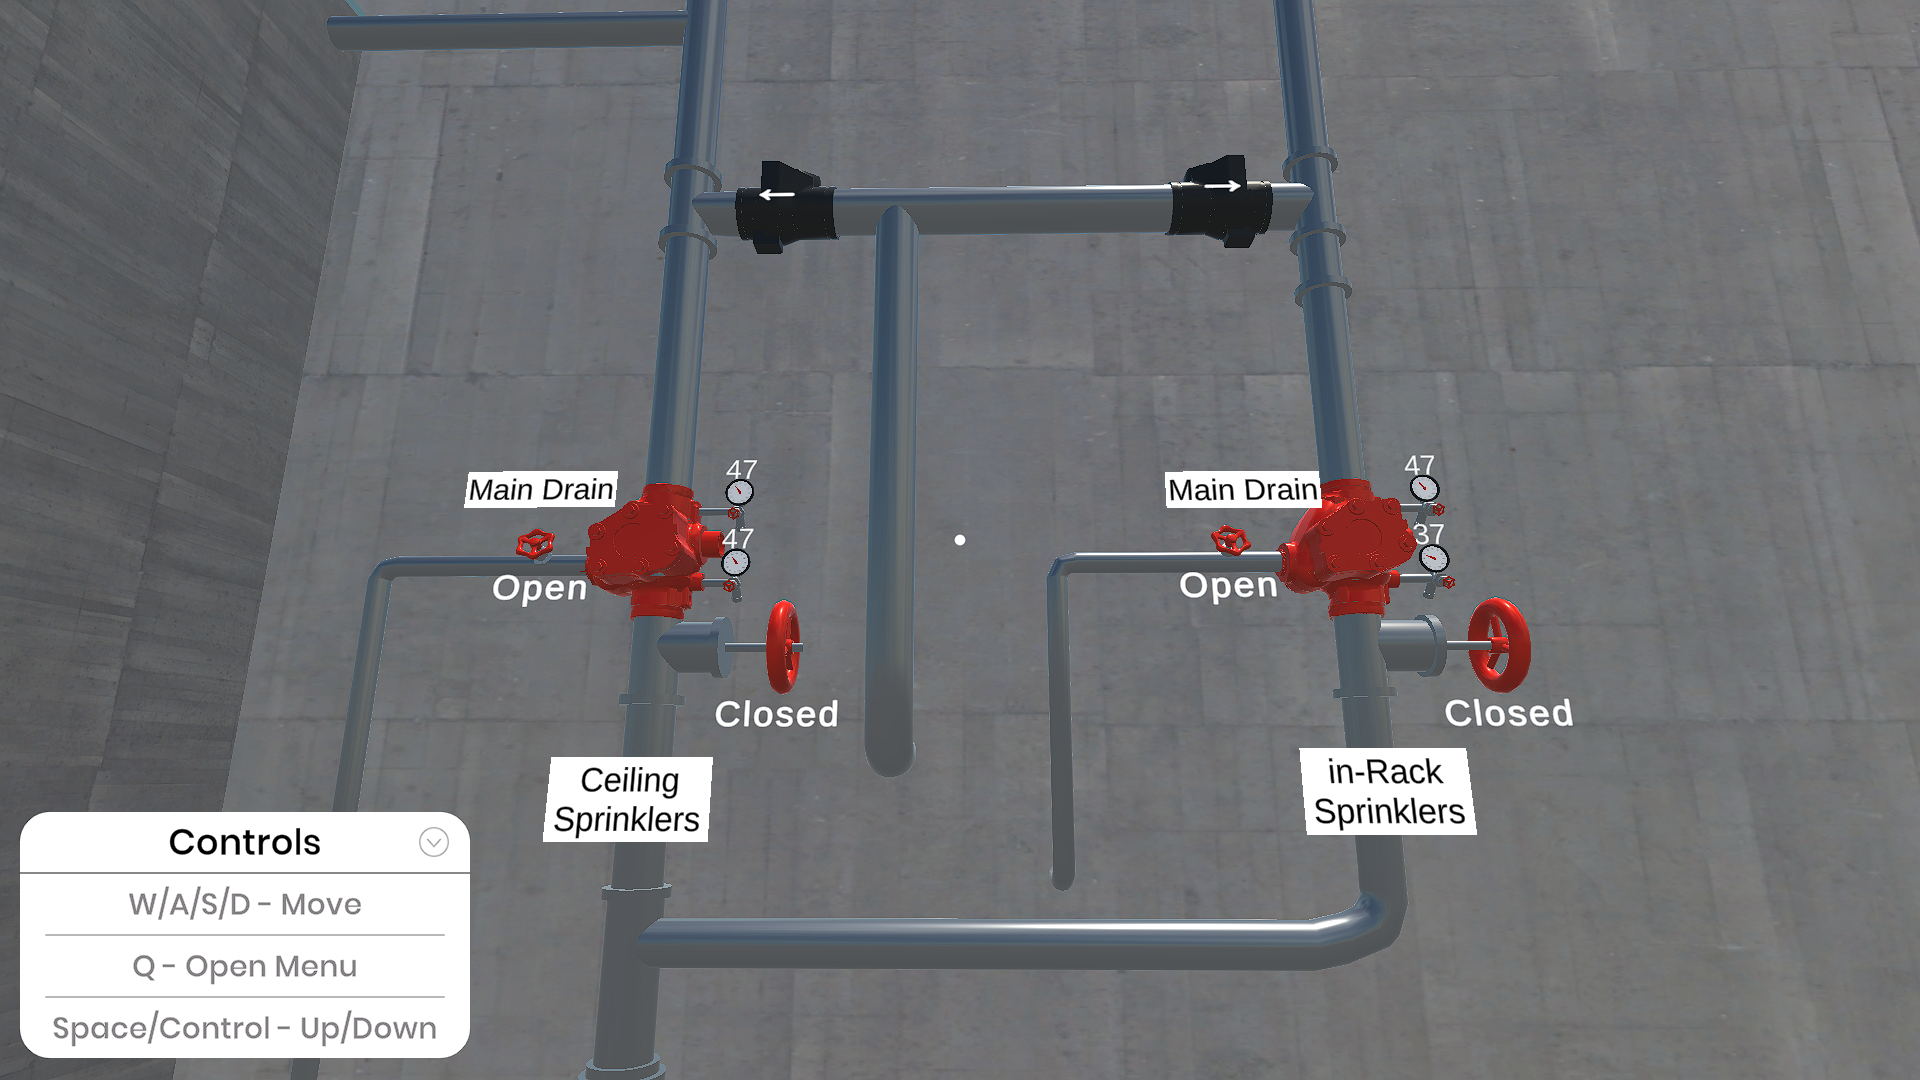 47
Main Drain
47
Open
Closed
Ceiling
Sprinklers
47
Main Drain
37
Open
Closed
in-Rack
Sprinklers
Controls
W/A/S/D - Move
Q - Open Menu
Space/Control - Up/Down